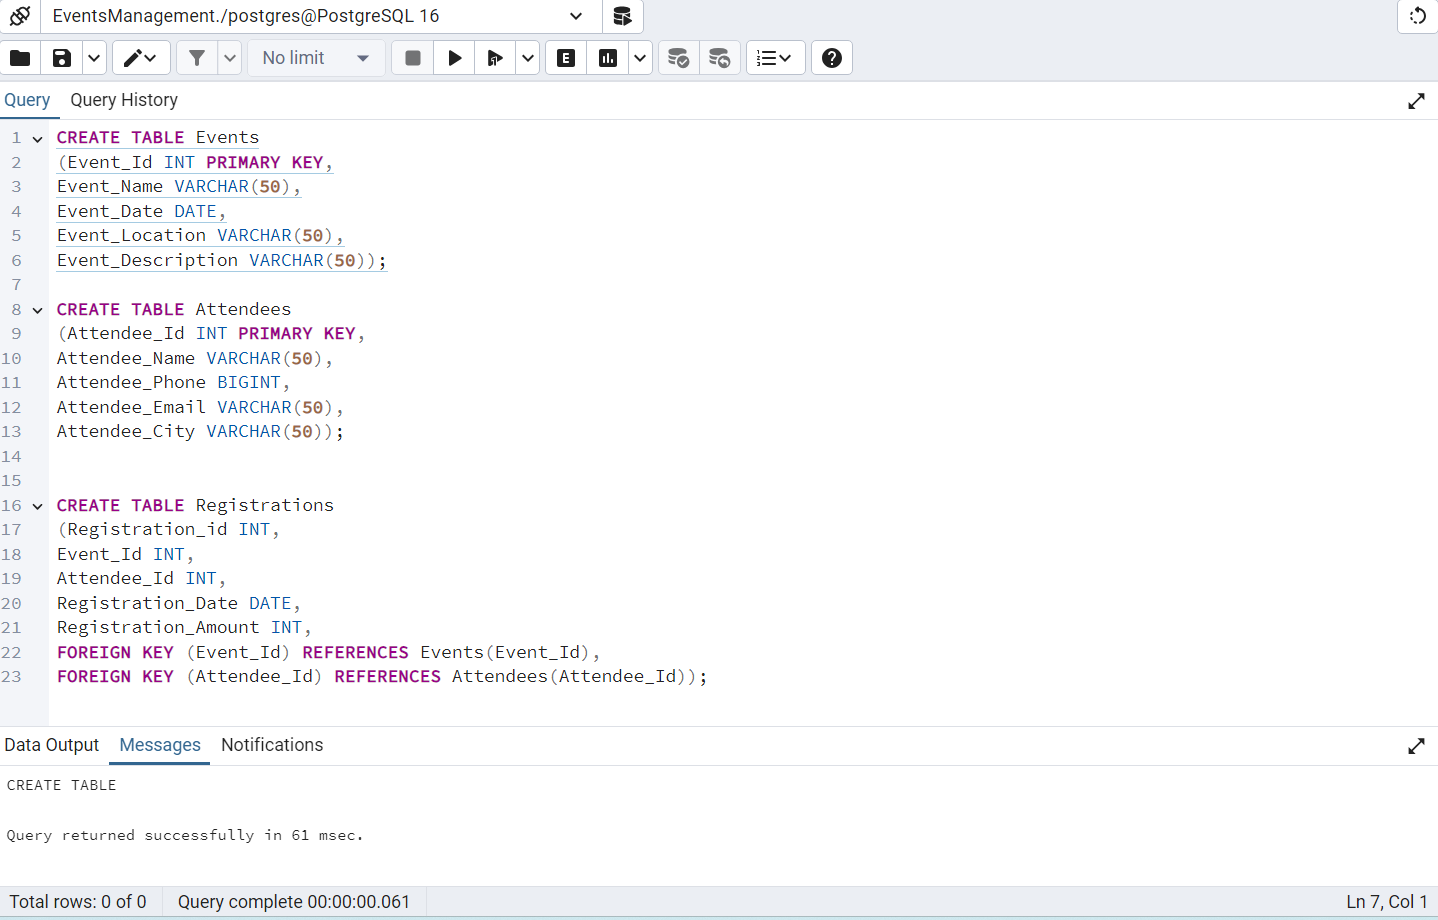 EventsManagement./postgres@PostgreSQL 16
No limit
E
Query Query History
1 CREATE TABLE Events
2 (Event_Id INT PRIMARY KEY,
3 Event_Name VARCHAR(50),
4 Event_Date DATE,
5 Event_Location VARCHAR(50),
6 Event_Description VARCHAR(50));
7
8 CREATE TABLE Attendees
9 (Attendee_Id INT PRIMARY KEY,
10 Attendee_Name VARCHAR(50),
11 Attendee_Phone BIGINT,
12 Attendee_Email VARCHAR(50),
13 Attendee_City VARCHAR(50));
14
15
16 CREATE TABLE Registrations
17 (Registration_id INT,
18 Event_Id INT,
19 Attendee_Id INT,
20 Registration_Date DATE,
21 Registration_Amount INT,
22 FOREIGN KEY (Event_Id) REFERENCES Events(Event_Id),
23 FOREIGN KEY (Attendee_Id) REFERENCES Attendees(Attendee_Id));
Data Output Messages Notifications
CREATE TABLE
Query returned successfully in 61 msec.
Total rows: 0 of 0 Query complete 00:00:00.061 Ln 7, Col 1